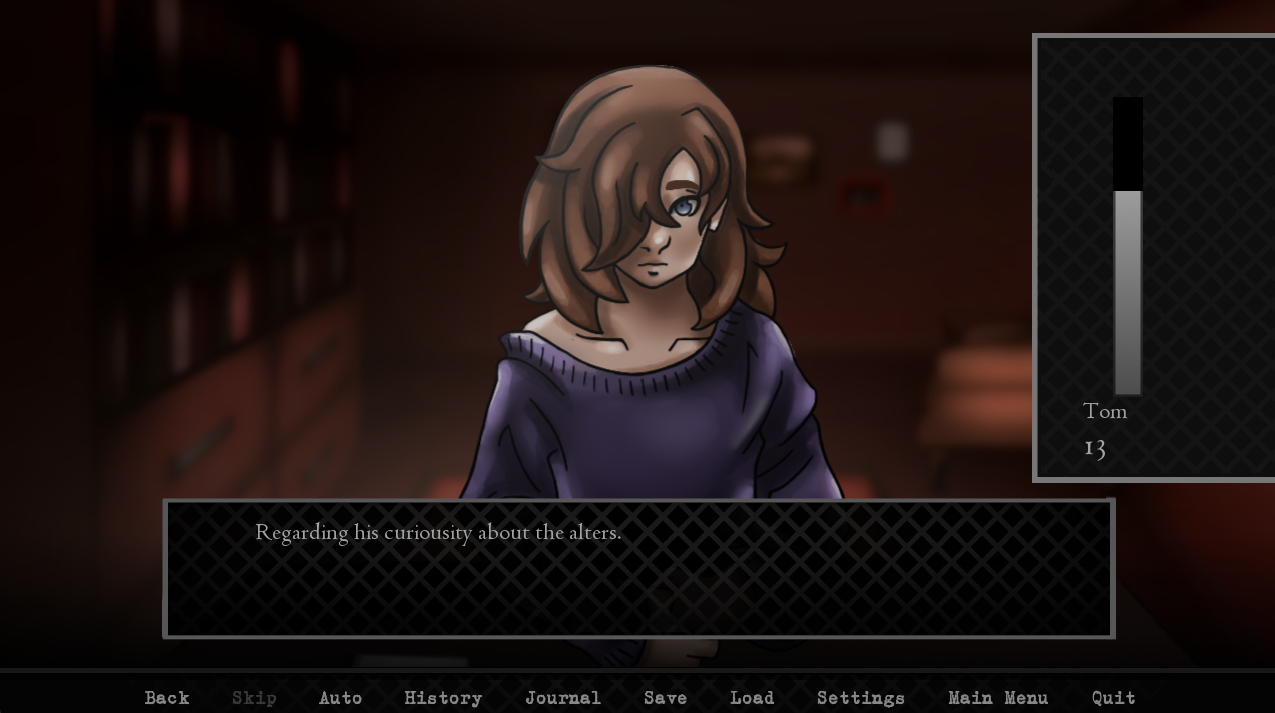 Tom
13
Regarding his curiousity about the alters.
Back Skip Auto History Journal Save Load Settings Main Menu Quit